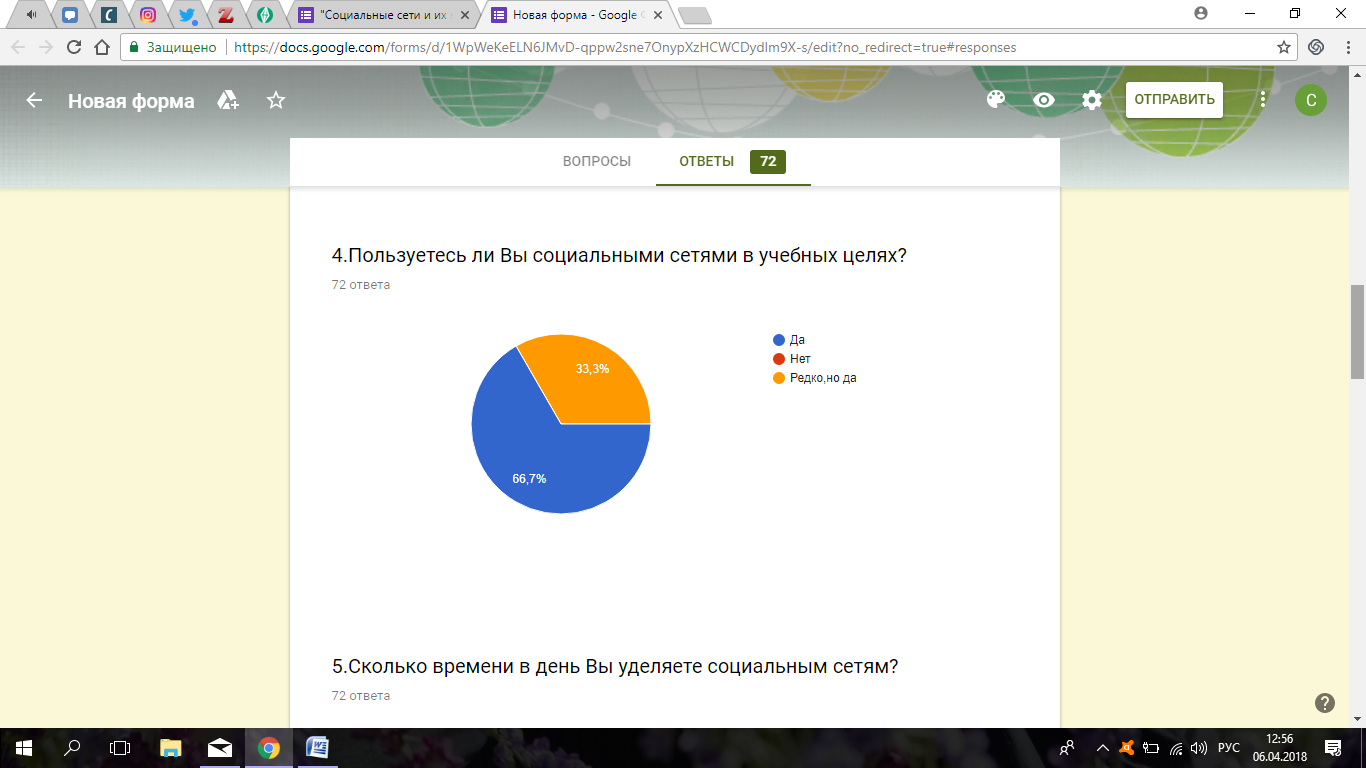 "Социальные сети и их
Новая форма - Google
Защищено
https://docs.google.com/forms/d/1WpWeKeELN6JMvD-qppw2sne7OnypXzHCWCDydlm9X-s/edit?no_redirect=true#responses
Новая форма
ОТПРАВИТЬ
С
ВОПРОСЫ
ОТВЕТЫ
72
4.Пользуетесь ли Вы социальными сетями в учебных целях?
72 ответа
33,3%
66,7%
Да
Нет
Редко,но да
5.Сколько времени в день Вы уделяете социальным сетям?
72 ответа
РУС
12:56
06.04.2018